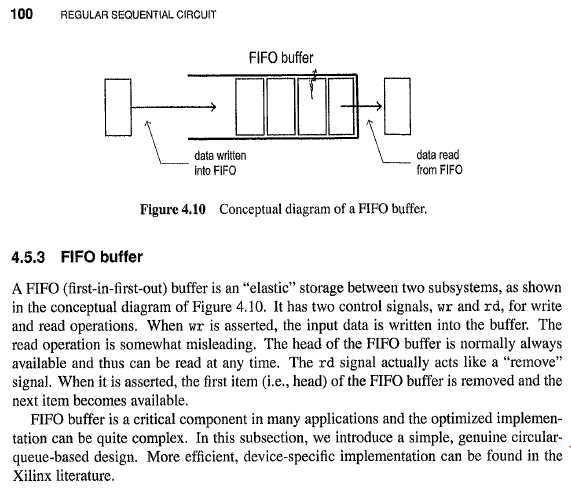 100 REGULAR SEQUENTIAL CIRCUIT
FIFO buffer
data written
into FIFO
data read
from FIFO
Figure 4.10 Conceptual diagram of a FIFO buffer.
4.5.3 FIFO buffer
A FIFO (first-in-first-out) buffer is an “elastic” storage between two subsystems, as shown
in the conceptual diagram of Figure 4.10. It has two control signals, wr and rd, for write
and read operations. When wr is asserted, the input data is written into the buffer. The
read operation is somewhat misleading. The head of the FIFO buffer is normally always
available and thus can be read at any time. The rd signal actually acts like a “remove”
signal. When it is asserted, the first item (i.e., head) of the FIFO buffer is removed and the
next item becomes available.
FIFO buffer is a critical component in many applications and the optimized implemen-
tation can be quite complex. In this subsection, we introduce a simple, genuine circular-
queue-based design. More efficient, device-specific implementation can be found in the
Xilinx literature.